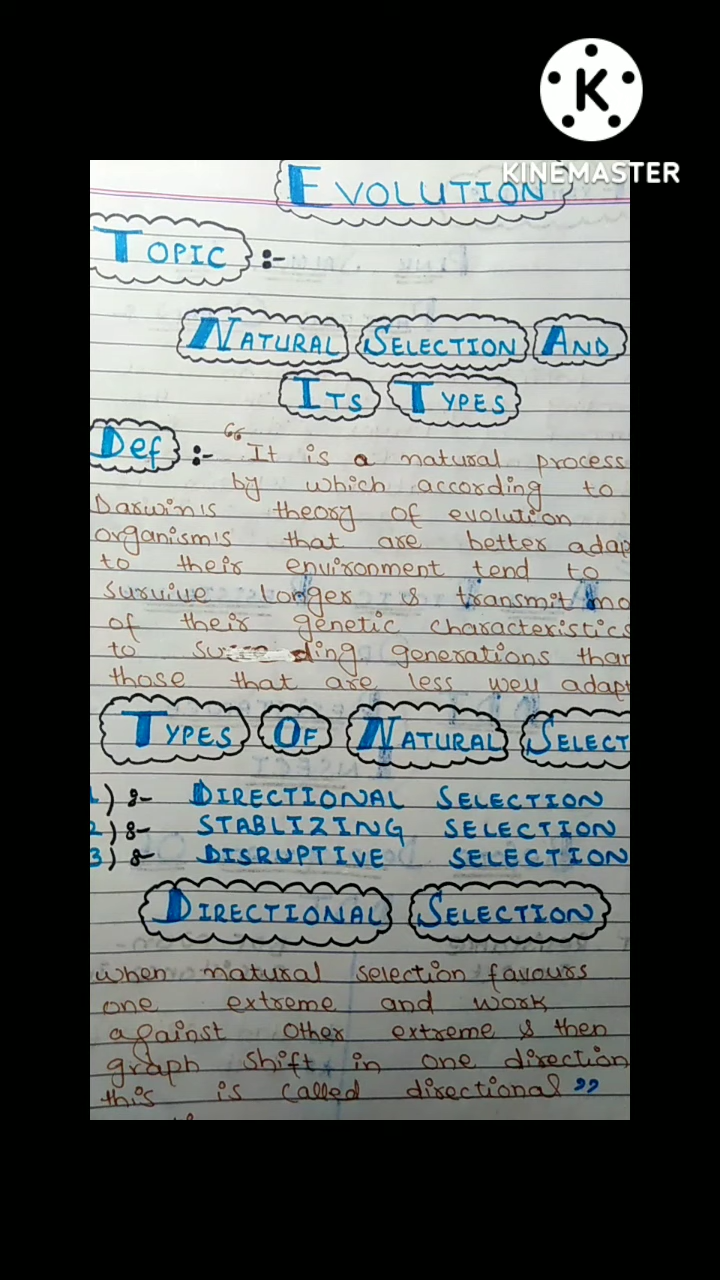 K
KINEMASTER
EVOLUTION
TOPIC :-
NATURAL SELECTION AND
ITS TYPES
Def :- “It is a natural process
by which according to
Darwin's theory of evolution
organism's that are better adap
to their environment tend to
survive longer & transmit mo
of their genetic characteristics
to ding generations than
those that are less well adapt
TYPES OF NATURAL SELECT
1) :- DIRECTIONAL SELECTION
2) :- STABLIZING SELECTION
3) :- DISRUPTIVE SELECTION
DIRECTIONAL SELECTION
when natural selection favours
one extreme and work
against other extreme & then
graph shift in one direction
this is called directional ”